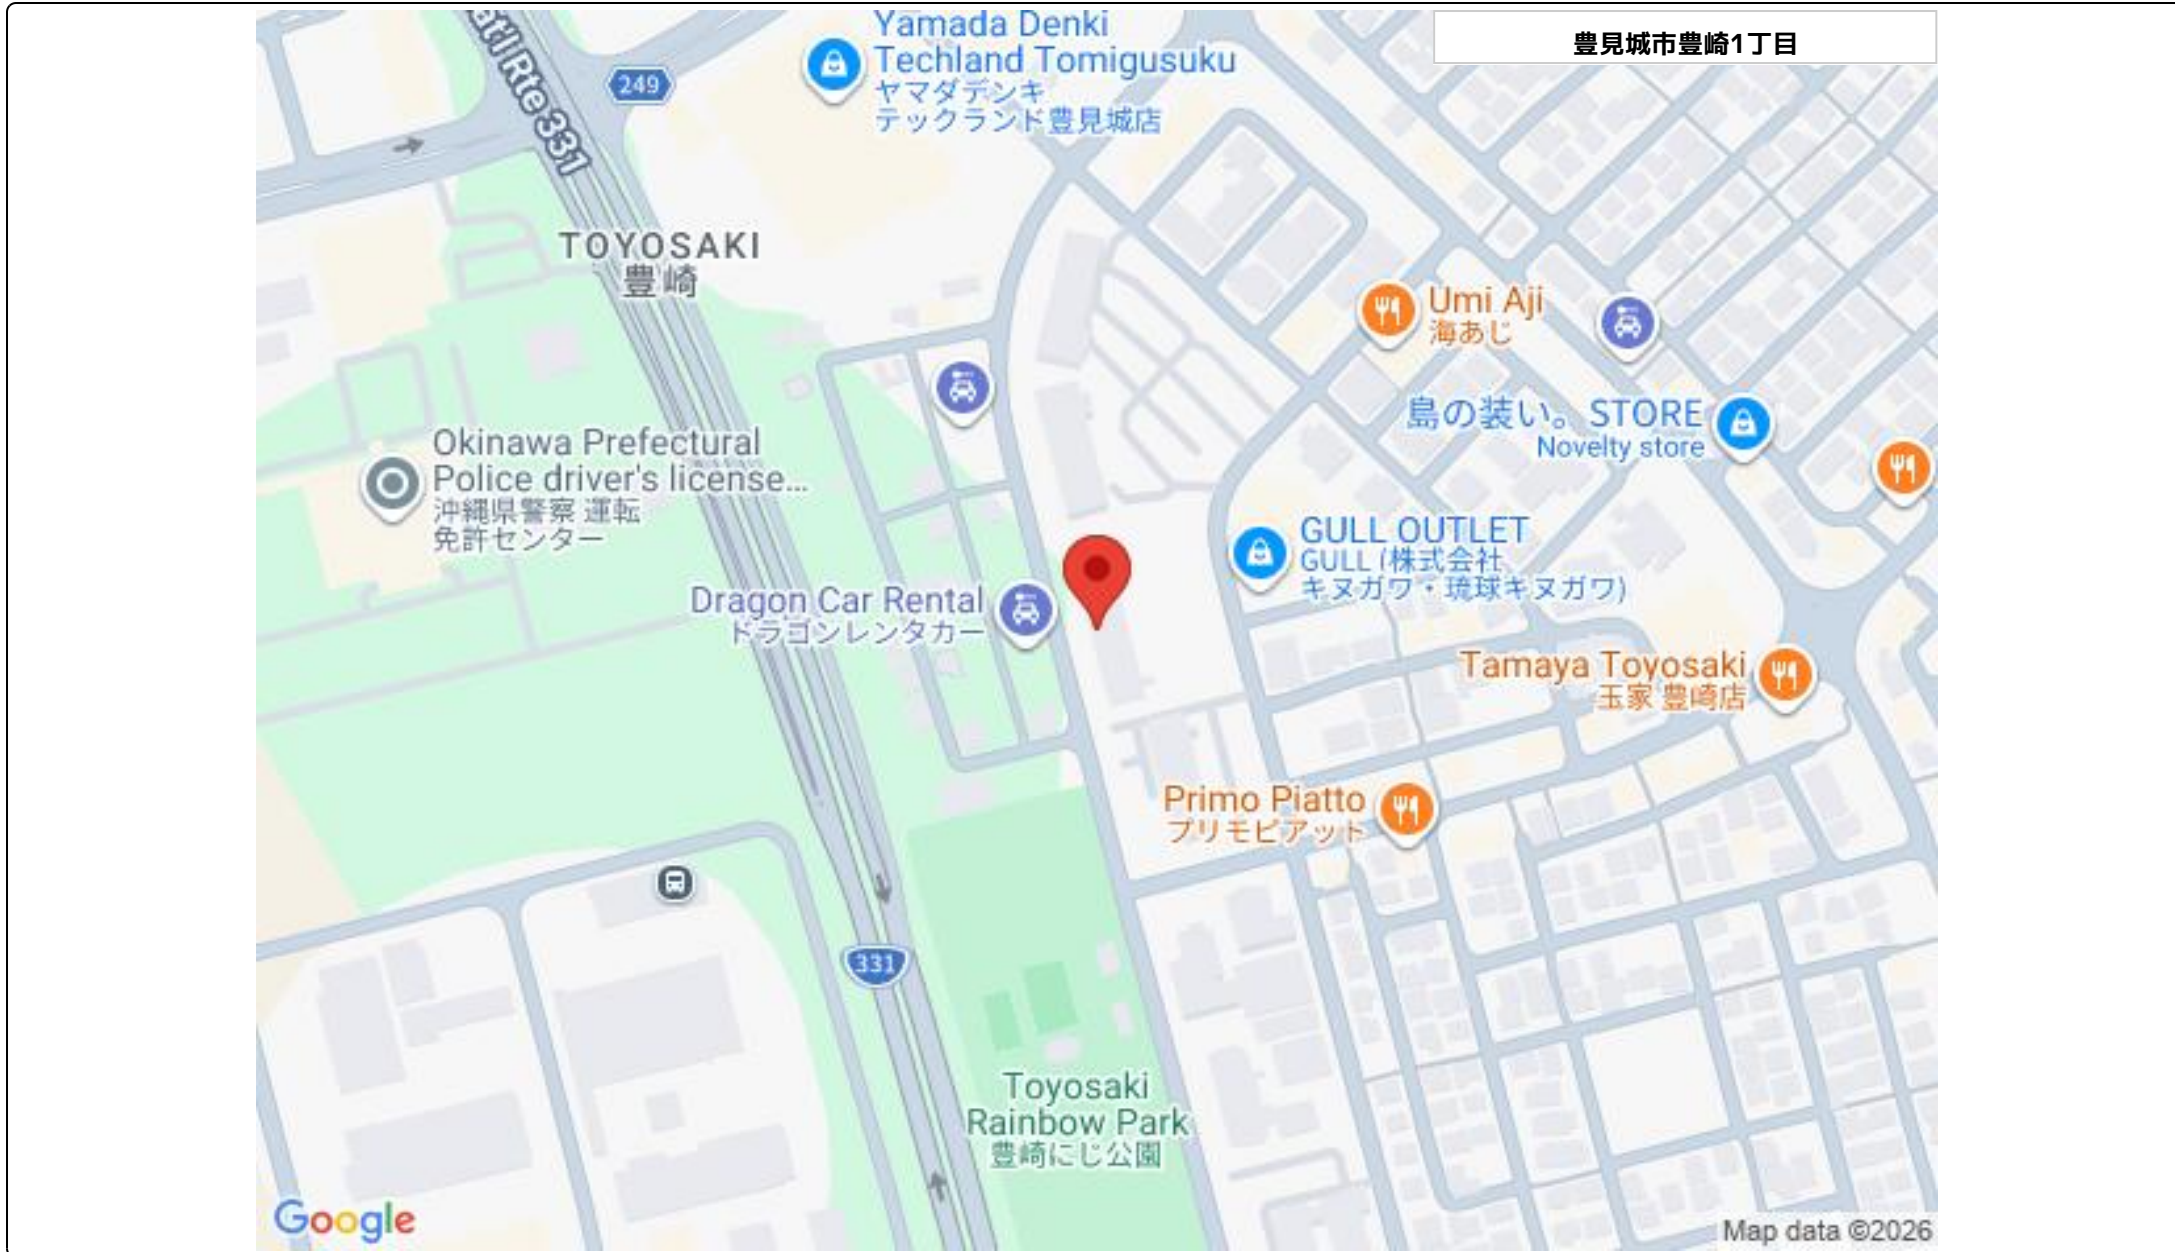 Yamada Denki
Techland Tomigusuku
ヤマダデンキ
テックランド豊見城店
豊見城市豊崎1丁目
at'l Rte 331
249
TOYOSAKI
豊崎
Umi Aji
海あじ
島の装い。STORE
Novelty store
Okinawa Prefectural
Police driver's license...
沖縄県警察 運転
免許センター
GULL OUTLET
GULL (株式会社
キヌガワ・琉球キヌガワ)
Dragon Car Rental
ドラゴンレンタカー
Tamaya Toyosaki
玉家 豊崎店
Primo Piatto
プリモピアット
331
Toyosaki
Rainbow Park
豊崎にじ公園
Google
Map data ©2026